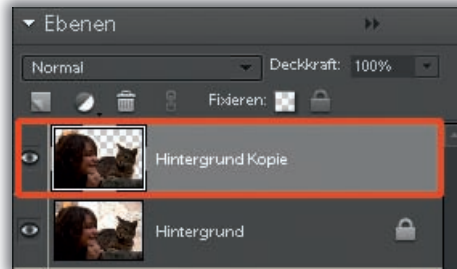 Ebenen
Normal Deckkraft: 100%
Fixieren:
Hintergrund Kopie
Hintergrund